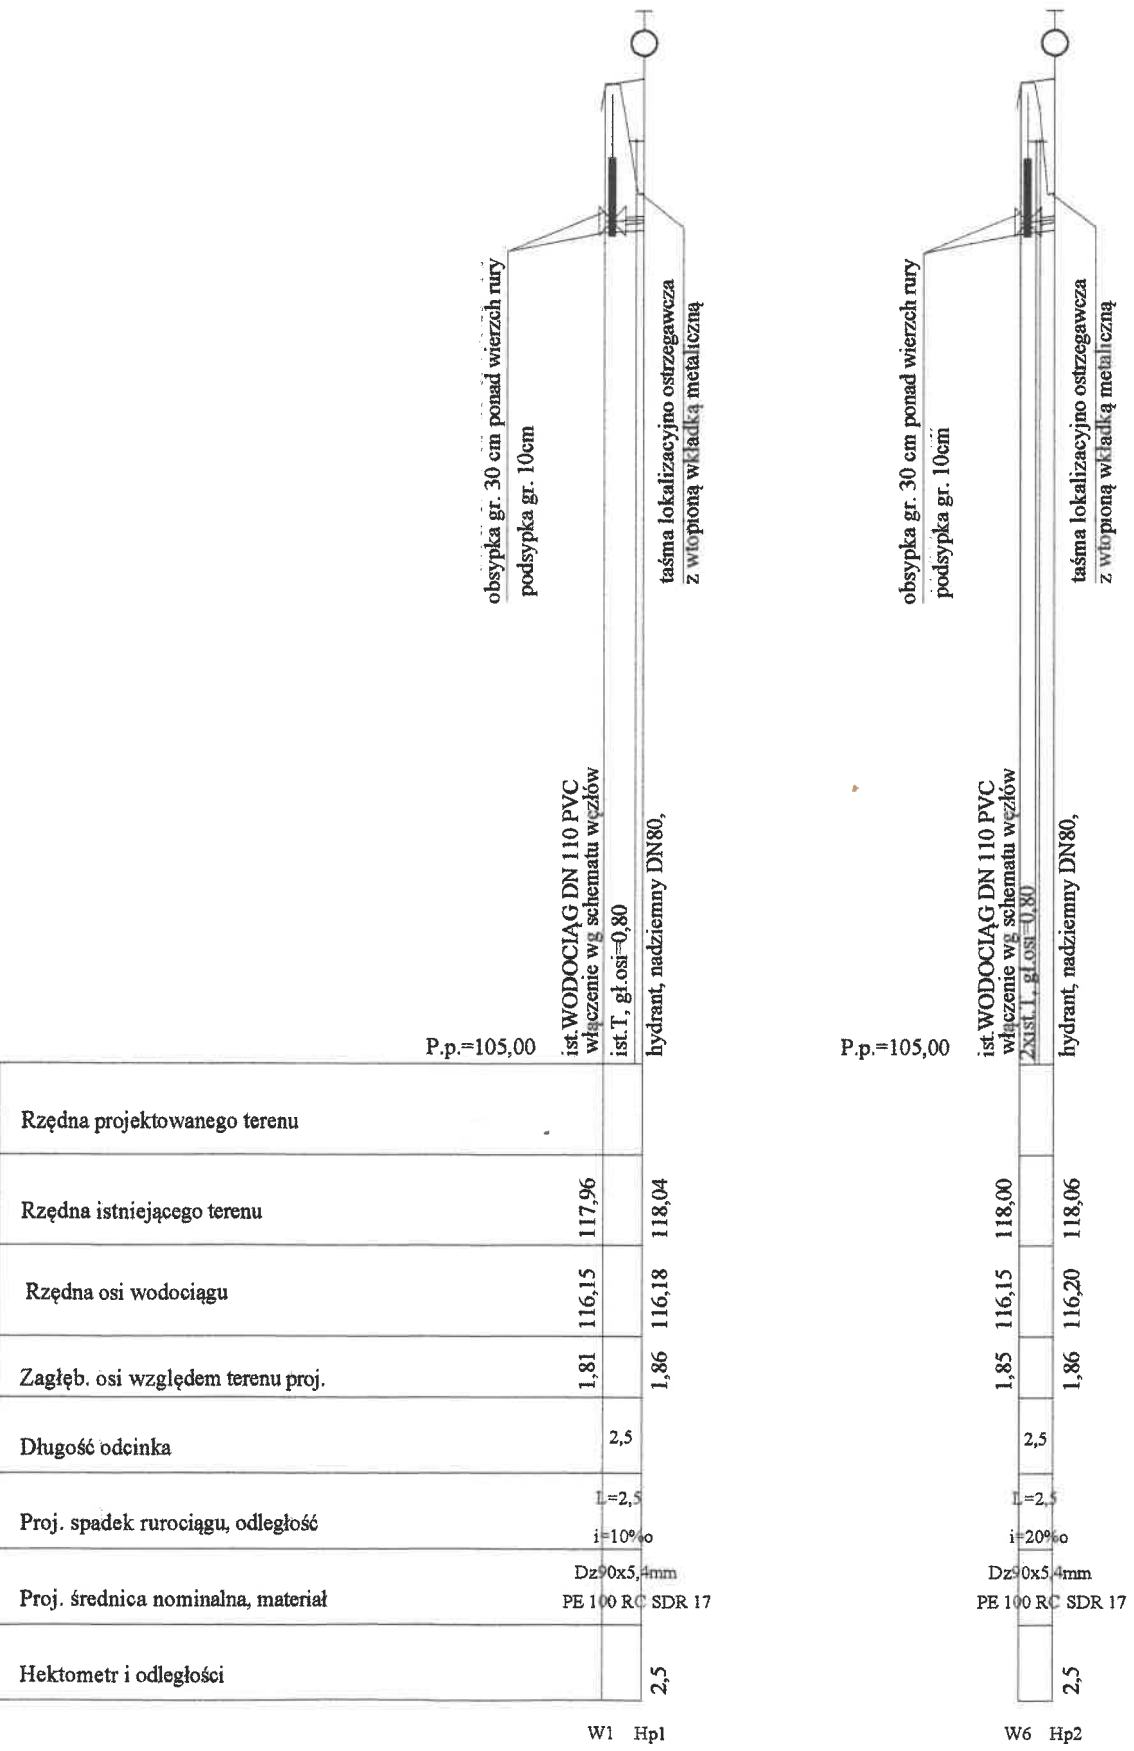 obsypka gr. 30 cm ponad wierzch rury
podsypka gr. 10cm
taśma lokalizacyjno ostrzegawcza
z wtopioną wkładką metaliczną
obsypka gr. 30 cm ponad wierzch rury
podsypka gr. 10cm
taśma lokalizacyjno ostrzegawcza
z wtopioną wkładką metaliczną
P.p.=105,00
ist.WODOCIĄG DN 110 PVC
włączenie wg schematu węzłów
ist.T, gł.osi=0,80
hydrant, nadziemny DN80,
P.p.=105,00
ist.WODOCIĄG DN 110 PVC
włączenie wg schematu węzłów
2xist.T, gł.osi=0,80
hydrant, nadziemny DN80,
Rzędna projektowanego terenu
Rzędna istniejącego terenu
117,96 118,04 118,00 118,06
Rzędna osi wodociągu
116,15 116,18 116,15 116,20
Zagłęb. osi względem terenu proj.
1,81 1,86 1,85 1,86
Długość odcinka
2,5 2,5
Proj. spadek rurociągu, odległość
L=2,5 L=2,5
i=10‰ i=20‰
Proj. średnica nominalna, materiał
Dz90x5,4mm Dz90x5,4mm
PE 100 RC SDR 17 PE 100 RC SDR 17
Hektometr i odległości
2,5 2,5
W1 Hp1 W6 Hp2